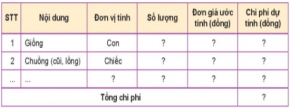 STT Nội dung Đơn vị tính Số lượng Đơn giá ước tính (đồng) Chi phí dự tính (đồng)
1 Giống Con ? ? ?
2 Chuồng (cũi, lồng) Chiếc ? ? ?
... ... ? ? ? ?
Tổng chi phí ?